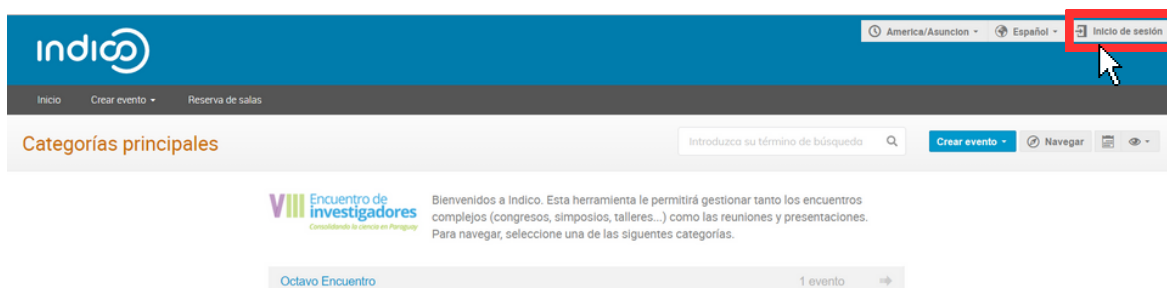 indico
America/Asuncion
Español
Inicio de sesión
Inicio
Crear evento
Reserva de salas
Categorías principales
Introduzca su término de búsqueda
Crear evento
Navegar
VIII Encuentro de
investigadores
Consolidando la ciencia en Paraguay
Bienvenidos a Indico. Esta herramienta le permitirá gestionar tanto los encuentros
complejos (congresos, simposios, talleres...) como las reuniones y presentaciones.
Para navegar, seleccione una de las siguentes categorías.
Octavo Encuentro
1 evento